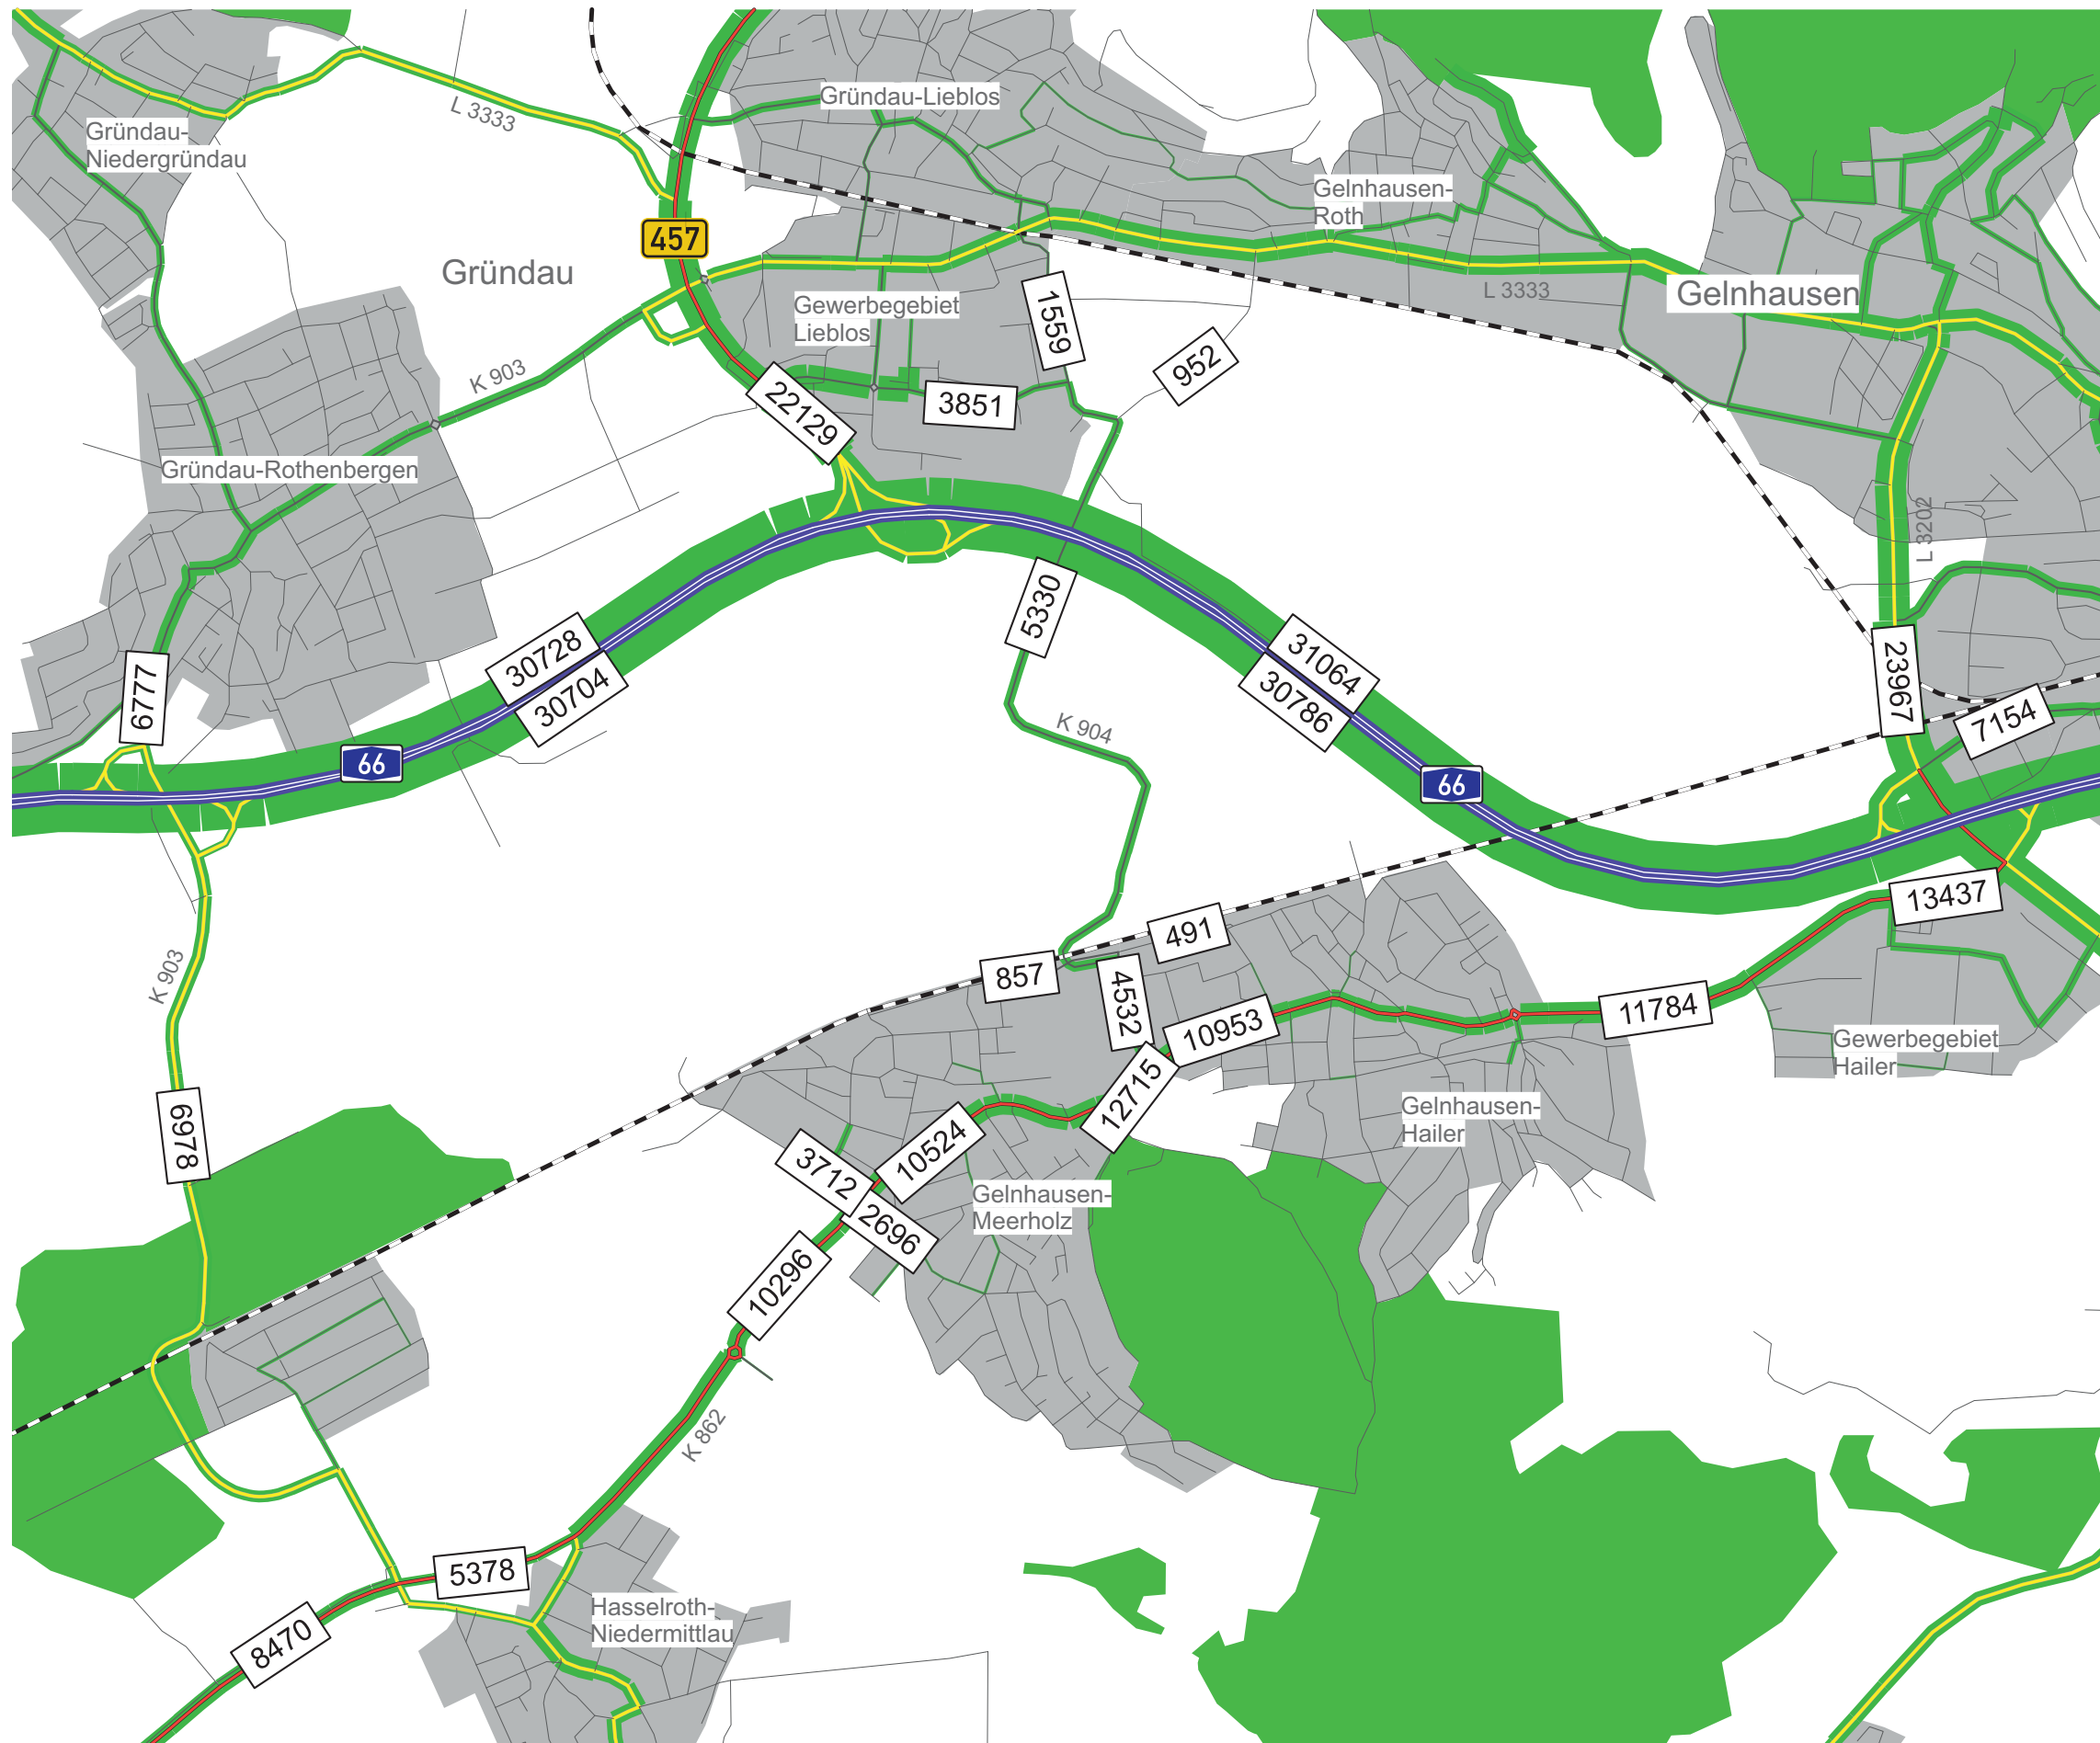 Gründau-Lieblos
L 3333
Gründau-
Niedergründau
Gelnhausen-
Roth
457
Gründau
L 3333
Gelnhausen
Gewerbegebiet
Lieblos
1559
952
K 903
3851
22129
Gründau-Rothenbergen
L 3202
5330
30728
30704
31064
30786
6777
23967
7154
K 904
66
66
13437
491
857
4532
K 903
10953
11784
Gewerbegebiet
Hailer
12715
Gelnhausen-
Hailer
6978
10524
3712
2696
Gelnhausen-
Meerholz
10296
K 862
5378
Hasselroth-
Niedermittlau
8470